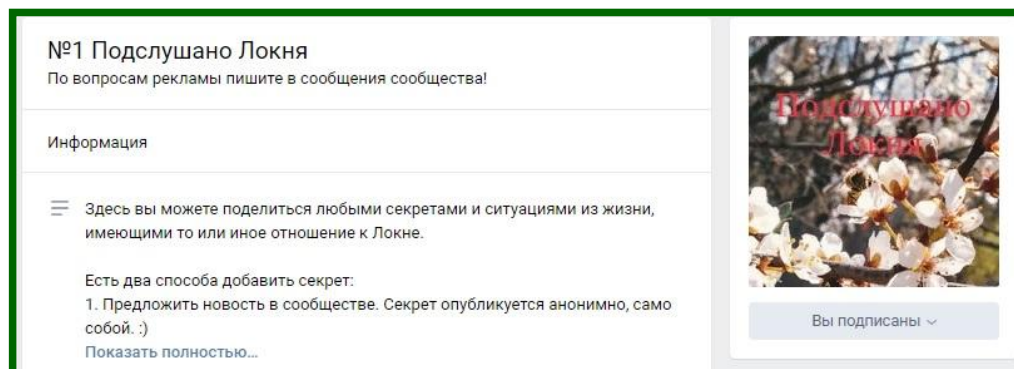 №1 Подслушано Локня
По вопросам рекламы пишите в сообщения сообщества!
Информация
Здесь вы можете поделиться любыми секретами и ситуациями из жизни,
имеющими то или иное отношение к Локне.
Есть два способа добавить секрет:
1. Предложить новость в сообществе. Секрет опубликуется анонимно, само
собой. :)
Показать полностью...
Подслушано
Локня
Вы подписаны